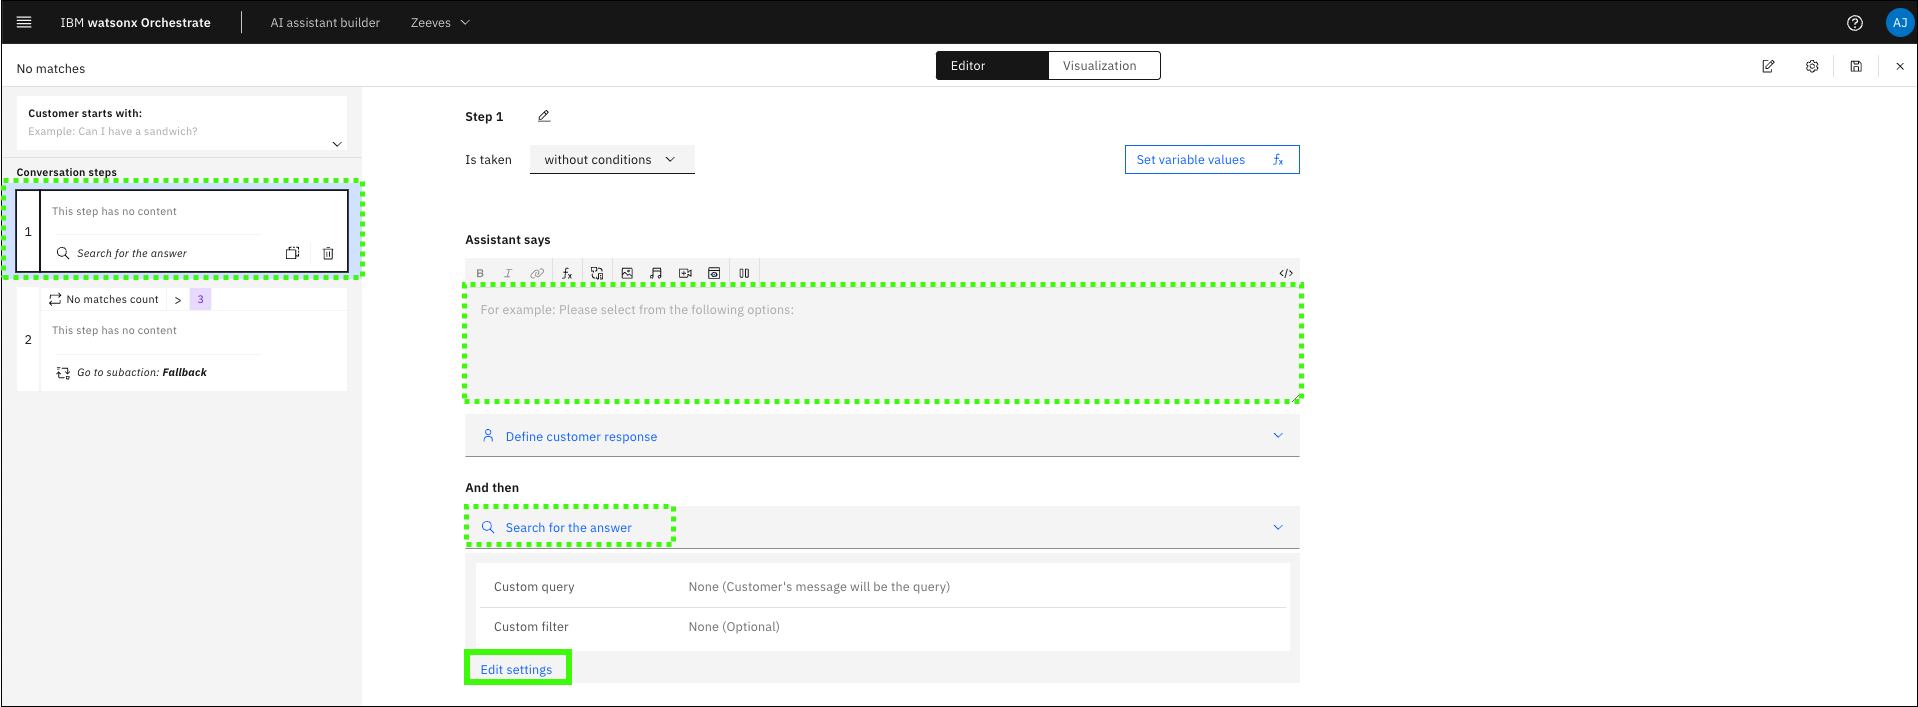 IBM watsonx Orchestrate
AI assistant builder
Zeeves
AJ
No matches
Editor
Visualization
Customer starts with:
Example: Can I have a sandwich?
Conversation steps
1
This step has no content
Search for the answer
No matches count > 3
2
This step has no content
Go to subaction: Fallback
Step 1
Is taken
without conditions
Set variable values
fx
Assistant says
B I fx </>
For example: Please select from the following options:
Define customer response
And then
Search for the answer
Custom query
None (Customer's message will be the query)
Custom filter
None (Optional)
Edit settings